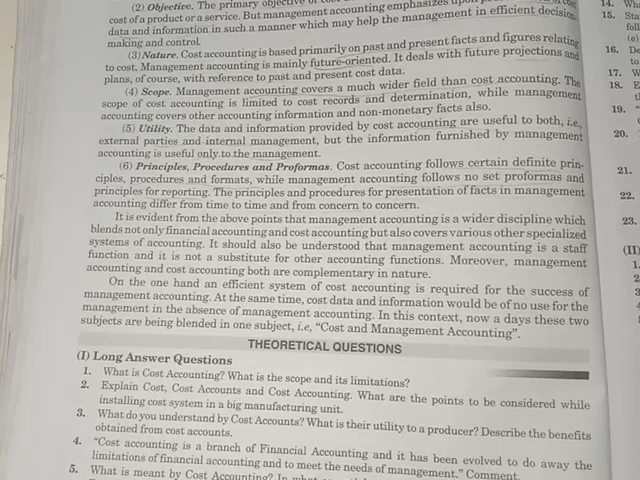 (2) Objective. The primary objective of cost
cost of a product or a service. But management accounting emphasizes upon
data and information in such a manner which may help the management in efficient decision
making and control.
(3) Nature. Cost accounting is based primarily on past and present facts and figures relating
to cost. Management accounting is mainly future-oriented. It deals with future projections and
plans, of course, with reference to past and present cost data.
(4) Scope. Management accounting covers a much wider field than cost accounting. The
scope of cost accounting is limited to cost records and determination, while management
accounting covers other accounting information and non-monetary facts also.
(5) Utility. The data and information provided by cost accounting are useful to both, i.e.,
external parties and internal management, but the information furnished by management
accounting is useful only to the management.
(6) Principles, Procedures and Proformas. Cost accounting follows certain definite prin-
ciples, procedures and formats, while management accounting follows no set proformas and
principles for reporting. The principles and procedures for presentation of facts in management
accounting differ from time to time and from concern to concern.
It is evident from the above points that management accounting is a wider discipline which
blends not only financial accounting and cost accounting but also covers various other specialized
systems of accounting. It should also be understood that management accounting is a staff
function and it is not a substitute for other accounting functions. Moreover, management
accounting and cost accounting both are complementary in nature.
On the one hand an efficient system of cost accounting is required for the success of
management accounting. At the same time, cost data and information would be of no use for the
management in the absence of management accounting. In this context, now a days these two
subjects are being blended in one subject, i.e, “Cost and Management Accounting”.
THEORETICAL QUESTIONS
(I) Long Answer Questions
1. What is Cost Accounting? What is the scope and its limitations?
2. Explain Cost, Cost Accounts and Cost Accounting. What are the points to be considered while
installing cost system in a big manufacturing unit.
3. What do you understand by Cost Accounts? What is their utility to a producer? Describe the benefits
obtained from cost accounts.
4. “Cost accounting is a branch of Financial Accounting and it has been evolved to do away the
limitations of financial accounting and to meet the needs of management.” Comment.
5. What is meant by Cost Accounting? In what
14.
15.
(e)
16.
to
17.
18.
19.
20.
21.
22.
23.
(II)
1.
2